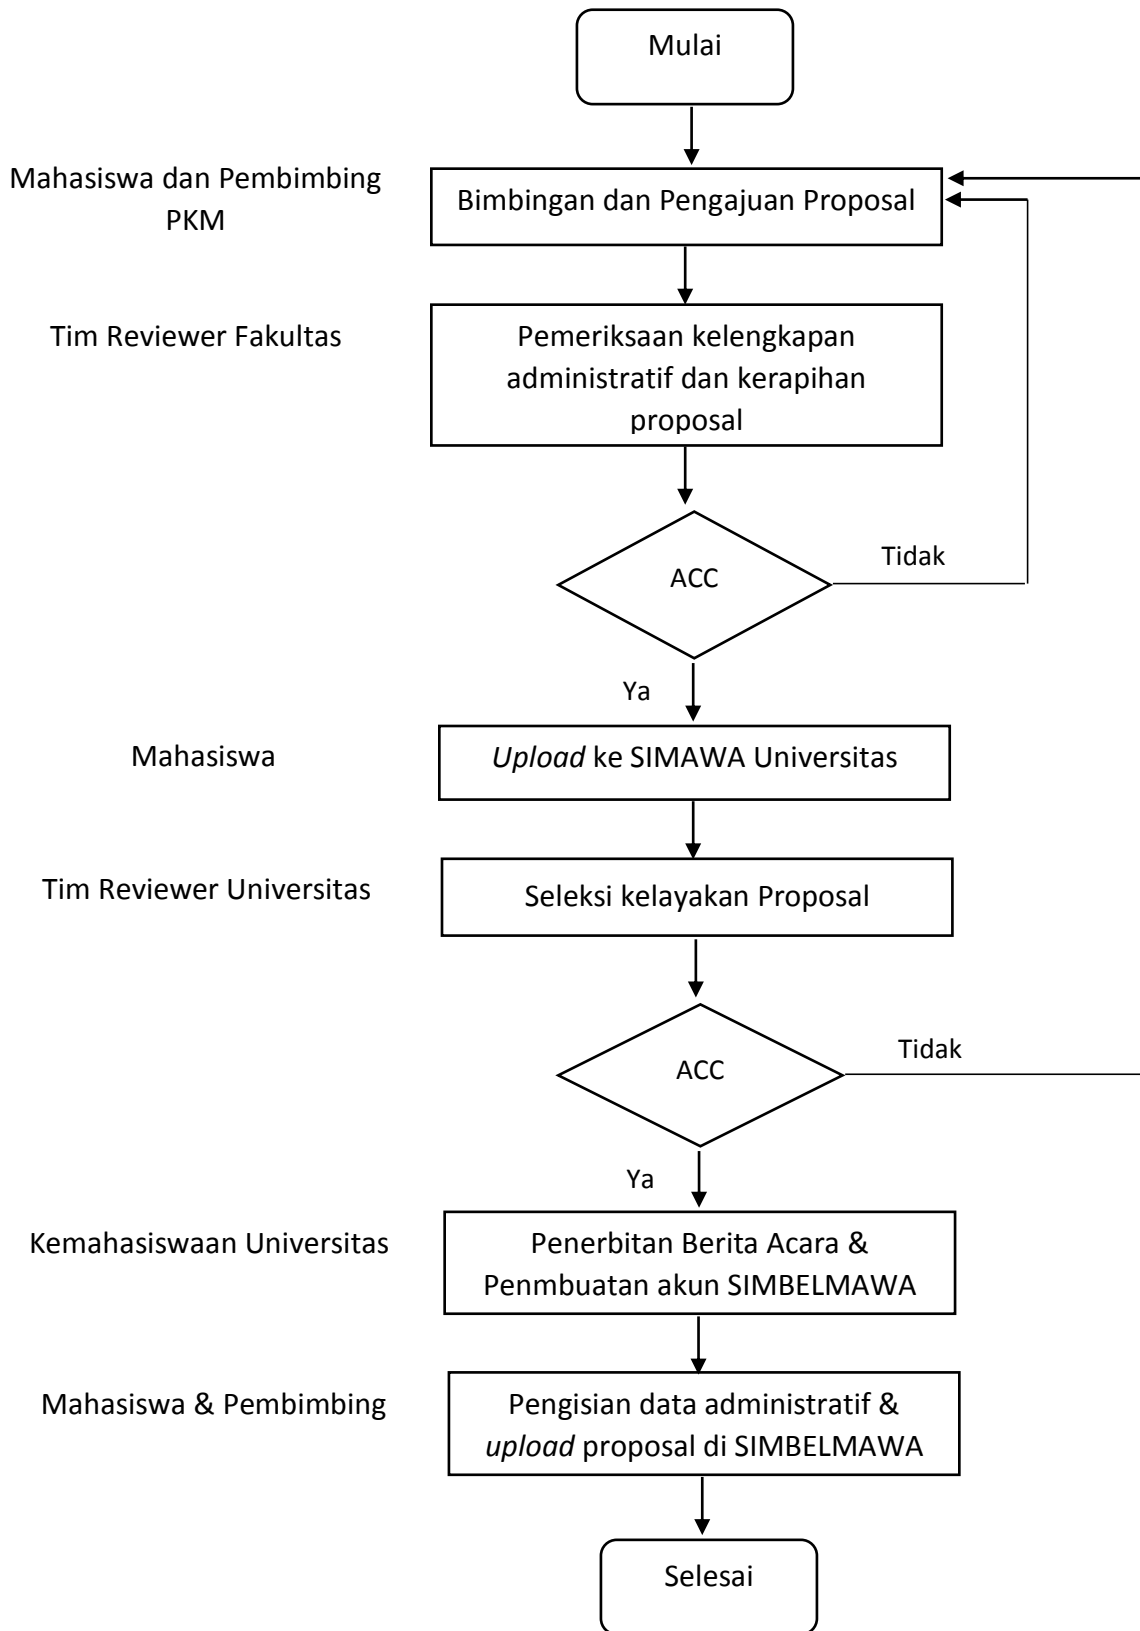 Mulai
Mahasiswa dan Pembimbing
PKM
Bimbingan dan Pengajuan Proposal
Tim Reviewer Fakultas
Pemeriksaan kelengkapan
administratif dan kerapihan
proposal
ACC
Tidak
Ya
Mahasiswa
Upload ke SIMAWA Universitas
Tim Reviewer Universitas
Seleksi kelayakan Proposal
ACC
Tidak
Ya
Kemahasiswaan Universitas
Penerbitan Berita Acara &
Penmbuatan akun SIMBELMAWA
Mahasiswa & Pembimbing
Pengisian data administratif &
upload proposal di SIMBELMAWA
Selesai